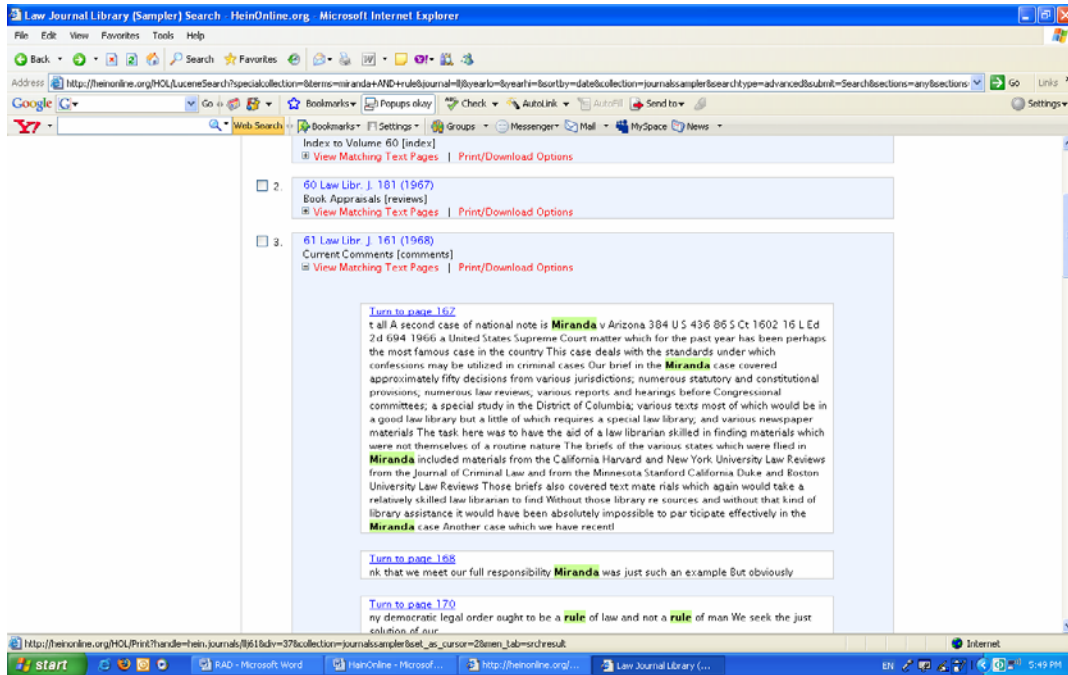 Law Journal Library (Sampler) Search - HeinOnline.org - Microsoft Internet Explorer
File Edit View Favorites Tools Help
Back Search Favorites
Address http://heinonline.org/HOL/LuceneSearch?specialcollection=&terms=miranda+AND+rule&journal=llj&yearlo=&yearhi=&sortby=date&collection=journalssampler&searchtype=advanced&submit=Search&sections=any&sections Go Links
Google Go Bookmarks Popups okay Check AutoLink AutoFill Send to Settings
Y! Web Search Bookmarks Settings Groups Messenger Mail MySpace News
Index to Volume 60 [index]
View Matching Text Pages | Print/Download Options
2. 60 Law Libr. J. 181 (1967)
Book Appraisals [reviews]
View Matching Text Pages | Print/Download Options
3. 61 Law Libr. J. 161 (1968)
Current Comments [comments]
View Matching Text Pages | Print/Download Options
Turn to page 167
t all A second case of national note is Miranda v Arizona 384 U S 436 86 S Ct 1602 16 L Ed
2d 694 1966 a United States Supreme Court matter which for the past year has been perhaps
the most famous case in the country This case deals with the standards under which
confessions may be utilized in criminal cases Our brief in the Miranda case covered
approximately fifty decisions from various jurisdictions; numerous statutory and constitutional
provisions; numerous law reviews; various reports and hearings before Congressional
committees; a special study in the District of Columbia; various texts most of which would be in
a good law library but a little of which requires a special law library; and various newspaper
materials The task here was to have the aid of a law librarian skilled in finding materials which
were not themselves of a routine nature The briefs of the various states which were filed in
Miranda included materials from the California Harvard and New York University Law Reviews
from the Journal of Criminal Law and from the Minnesota Stanford California Duke and Boston
University Law Reviews Those briefs also covered text mate rials which again would take a
relatively skilled law librarian to find Without those library re sources and without that kind of
library assistance it would have been absolutely impossible to par ticipate effectively in the
Miranda case Another case which we have recentl
Turn to page 168
nk that we meet our full responsibility Miranda was just such an example But obviously
Turn to page 170
ny democratic legal order ought to be a rule of law and not a rule of man We seek the just
solution of our
http://heinonline.org/HOL/Print?handle=hein.journals/llj61&div=37&collection=journalssampler&set_as_cursor=2&men_tab=srchresult Internet
start RAD - Microsoft Word HainOnline - Microsof... http://heinonline.org/... Law Journal Library (... EN 5:49 PM